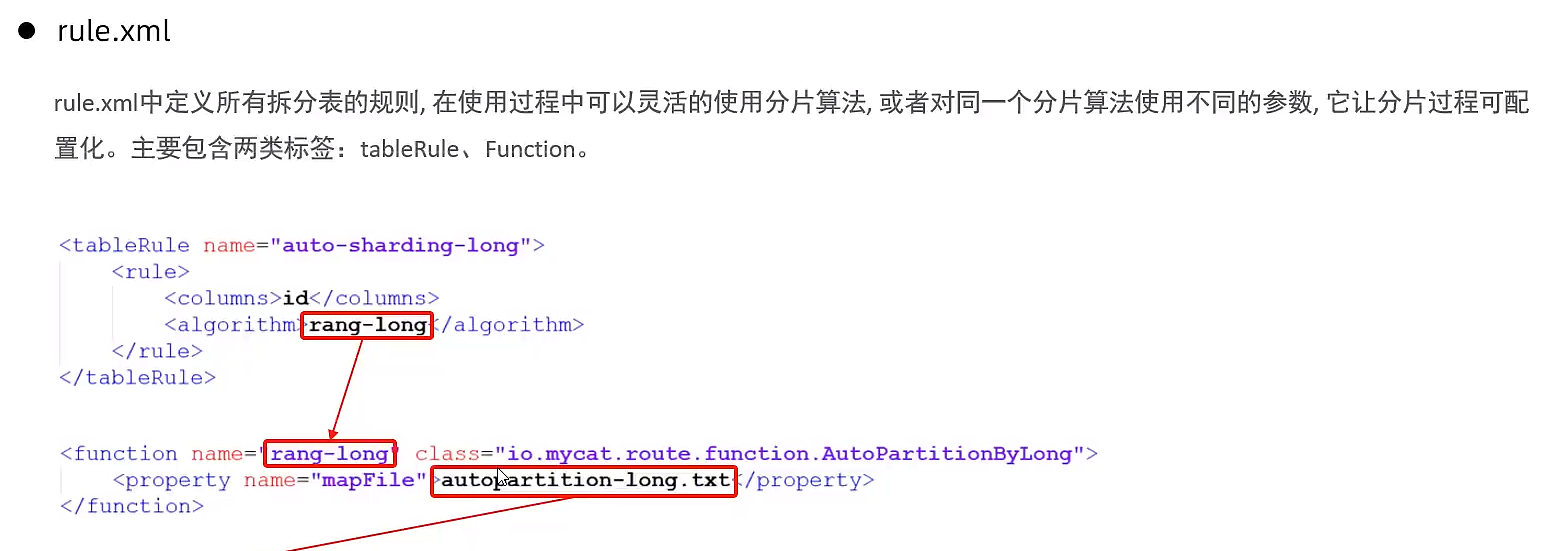 ● rule.xml
rule.xml中定义所有拆分表的规则, 在使用过程中可以灵活的使用分片算法, 或者对同一个分片算法使用不同的参数, 它让分片过程可配
置化。主要包含两类标签：tableRule、Function。
<tableRule name="auto-sharding-long">
<rule>
<columns>id</columns>
<algorithm>rang-long</algorithm>
</rule>
</tableRule>
<function name="rang-long" class="io.mycat.route.function.AutoPartitionByLong">
<property name="mapFile">autopartition-long.txt</property>
</function>